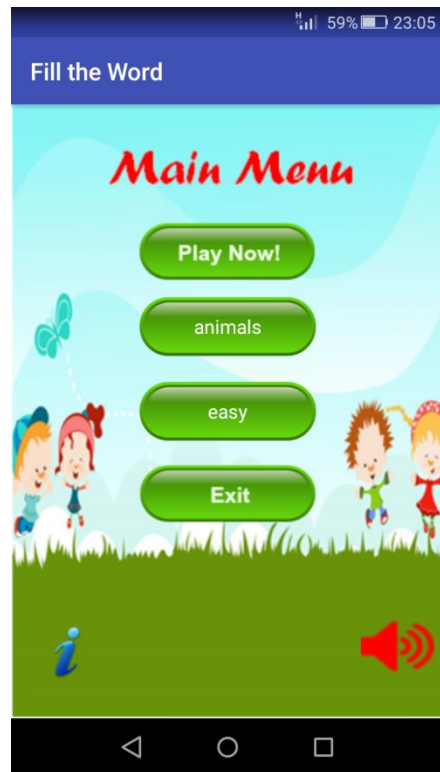 H
59% 23:05
Fill the Word
Main Menu
Play Now!
animals
easy
Exit
i